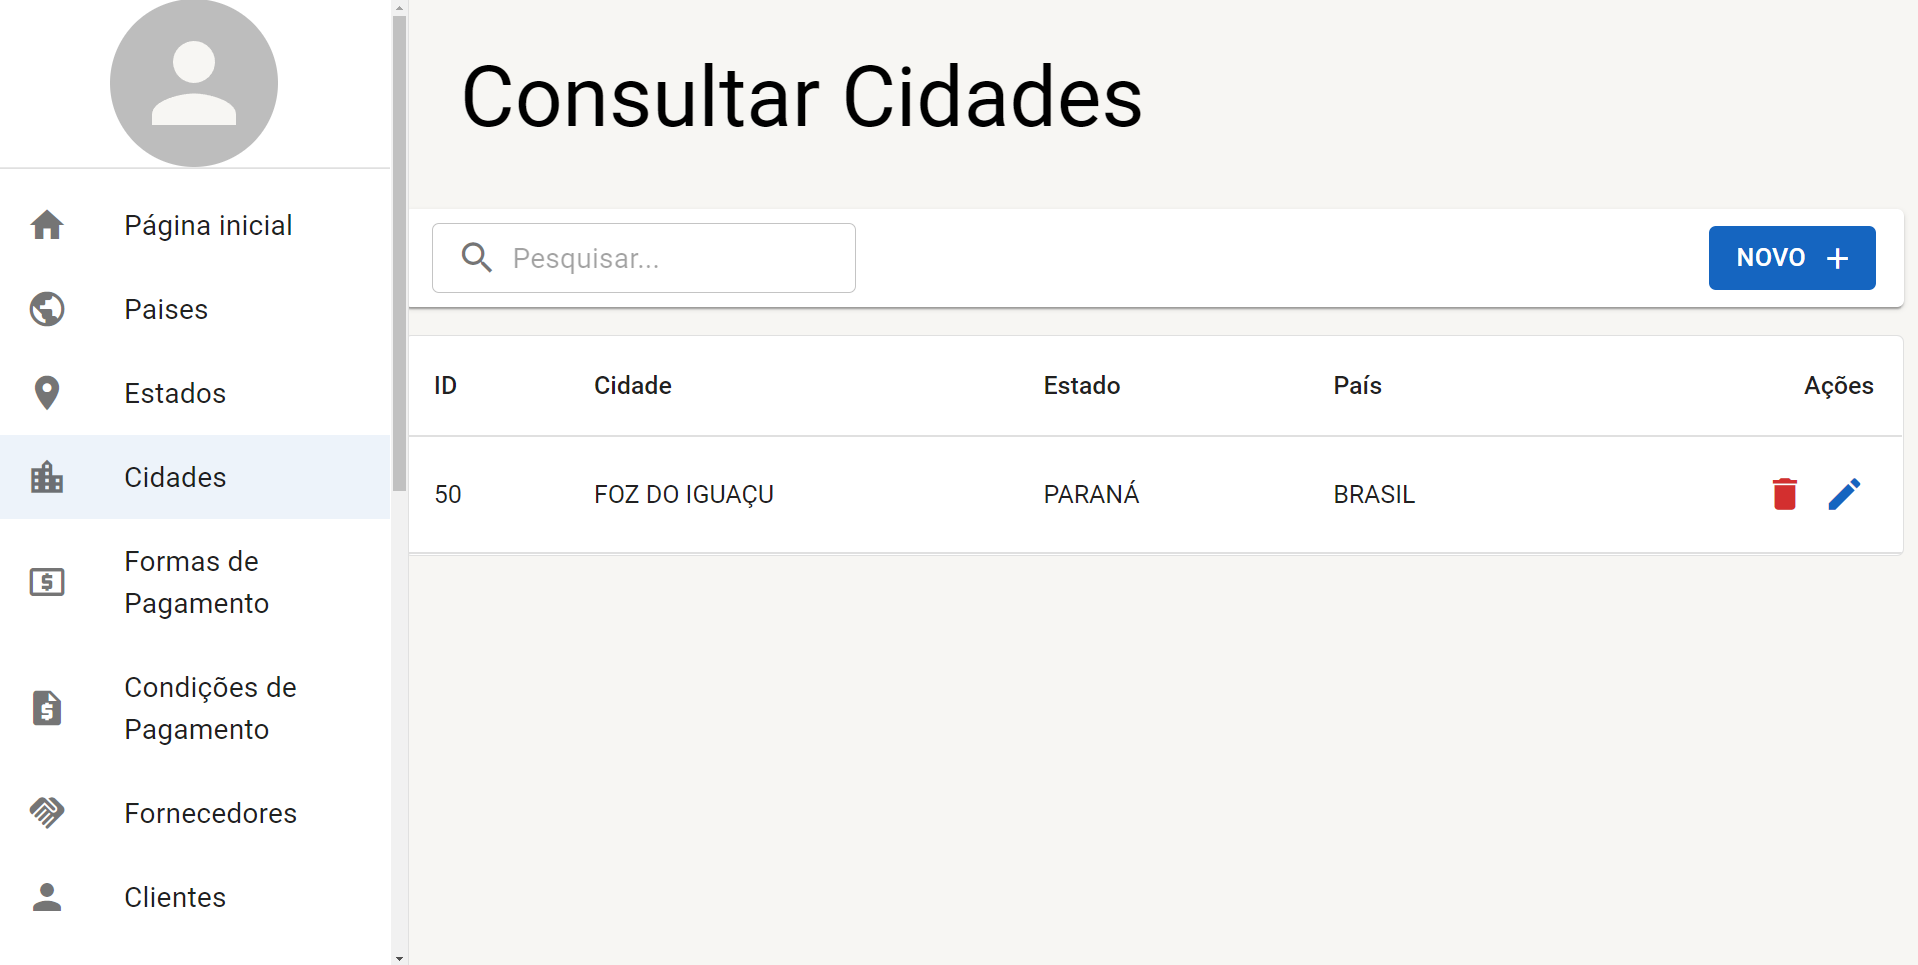 Página inicial
Paises
Estados
Cidades
Formas de
Pagamento
Condições de
Pagamento
Fornecedores
Clientes
Consultar Cidades
Pesquisar...
NOVO +
ID Cidade Estado País Ações
50 FOZ DO IGUAÇU PARANÁ BRASIL